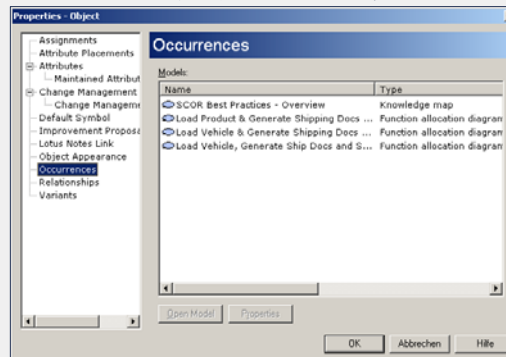 Properties - Object
Assignments
Attribute Placements
Attributes
Maintained Attribut
Change Management
Change Manageme
Default Symbol
Improvement Proposa
Lotus Notes Link
Object Appearance
Occurrences
Relationships
Variants
Occurrences
Models:
Name Type
SCOR Best Practices - Overview Knowledge map
Load Product & Generate Shipping Docs ... Function allocation diagram
Load Vehicle & Generate Shipping Docs ... Function allocation diagram
Load Vehicle, Generate Ship Docs and S... Function allocation diagram
Open Model Properties
OK Abbrechen Hilfe